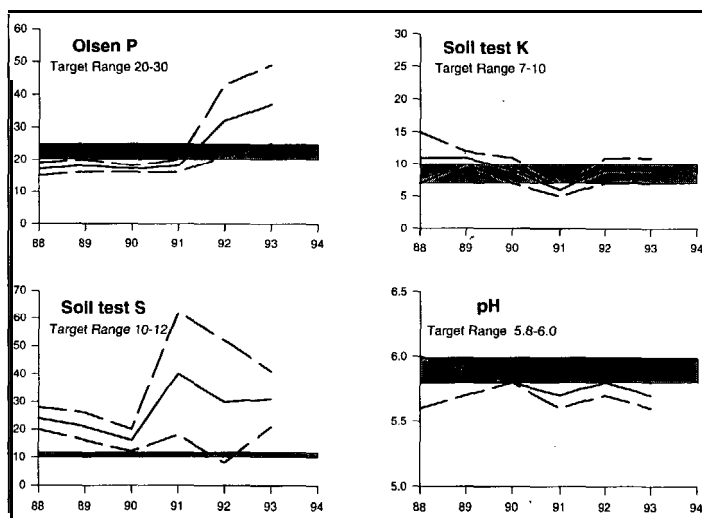 Olsen P
Target Range 20-30
60
50
40
30
20
10
0
88 89 90 91 92 93 94
Soil test K
Target Range 7-10
30
25
20
15
10
5
0
88 89 90 91 92 93 94
Soil test S
Target Range 10-12
70
60
50
40
30
20
10
0
88 89 90 91 92 93 94
pH
Target Range 5.8-6.0
6.5
6.0
5.5
5.0
88 89 90 91 92 93 94